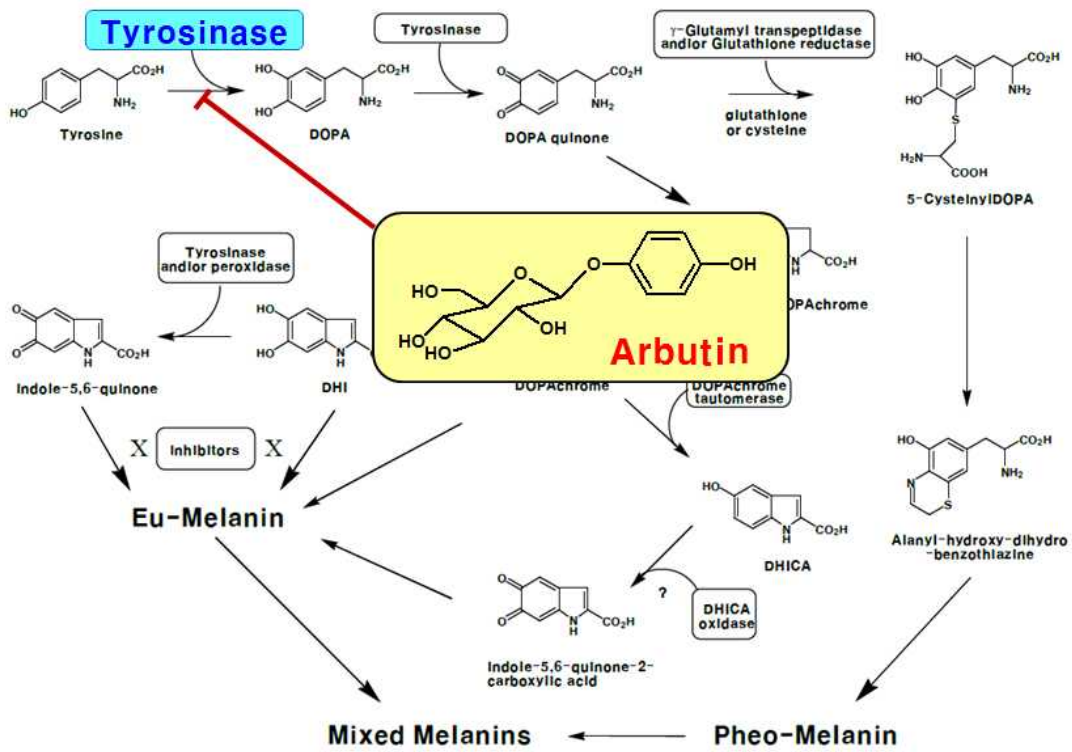 Tyrosinase
Tyrosinase
γ-Glutamyl transpeptidase
and/or Glutathione reductase
HO
CO₂H
NH₂
Tyrosine
HO
HO
CO₂H
NH₂
DOPA
O
O
CO₂H
NH₂
DOPA quinone
glutathione
or cysteine
HO
HO
CO₂H
NH₂
S
H₂N
COOH
5-CysteinylDOPA
Tyrosinase
and/or peroxidase
O
O
N
H
CO₂H
Indole-5,6-quinone
HO
HO
N
H
DHI
HO
O
O
OH
HO
HO
OH
Arbutin
N
H
CO₂H
OPAchrome
DOPAchrome
DOPAchrome
tautomerase
X
Inhibitors
X
Eu-Melanin
HO
N
H
CO₂H
DHICA
HO
CO₂H
NH₂
N
S
Alanyl-hydroxy-dihydro
-benzothiazine
O
O
N
H
CO₂H
?
DHICA
oxidase
Indole-5,6-quinone-2-
carboxylic acid
Mixed Melanins
Pheo-Melanin